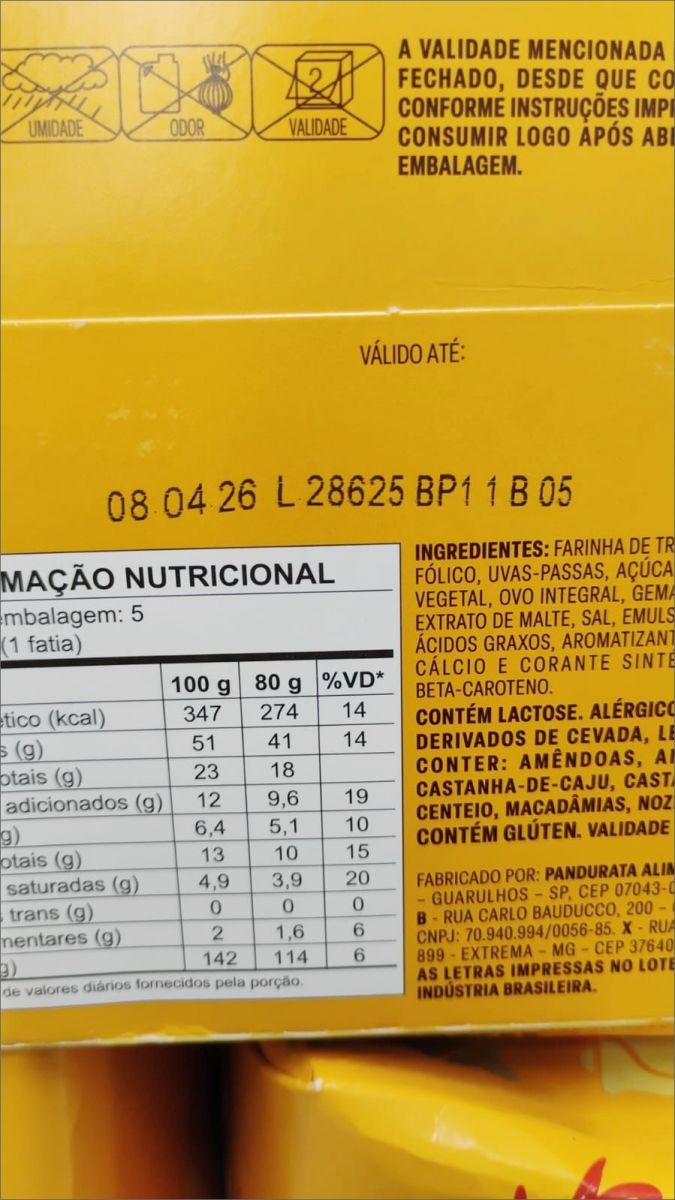 UMIDADE
ODOR
2
VALIDADE
A VALIDADE MENCIONADA
FECHADO, DESDE QUE CO
CONFORME INSTRUÇÕES IMPR
CONSUMIR LOGO APÓS ABI
EMBALAGEM.
VÁLIDO ATÉ:
08.04.26 L 28625 BP1 1 B 05
MAÇÃO NUTRICIONAL
mbalagem: 5
(1 fatia)
100 g 80 g %VD*
ético (kcal) 347 274 14
s (g) 51 41 14
otais (g) 23 18
adicionados (g) 12 9,6 19
g) 6,4 5,1 10
otais (g) 13 10 15
saturadas (g) 4,9 3,9 20
trans (g) 0 0 0
mentares (g) 2 1,6 6
g) 142 114 6
de valores diários fornecidos pela porção.
INGREDIENTES: FARINHA DE TR
FÓLICO, UVAS-PASSAS, AÇÚCA
VEGETAL, OVO INTEGRAL, GEMA
EXTRATO DE MALTE, SAL, EMULS
ÁCIDOS GRAXOS, AROMATIZANT
CÁLCIO E CORANTE SINTÉ
BETA-CAROTENO.
CONTÉM LACTOSE. ALÉRGICO
DERIVADOS DE CEVADA, LE
CONTER: AMÊNDOAS, A
CASTANHA-DE-CAJU, CASTA
CENTEIO, MACADÂMIAS, NOZ
CONTÉM GLÚTEN. VALIDADE
FABRICADO POR: PANDURATA ALIM
- GUARULHOS - SP, CEP 07043-0
B - RUA CARLO BAUDUCCO, 200 -
CNPJ: 70.940.994/0056-85. X - RUA
899 - EXTREMA - MG - CEP 37640
AS LETRAS IMPRESSAS NO LOTE
INDÚSTRIA BRASILEIRA.